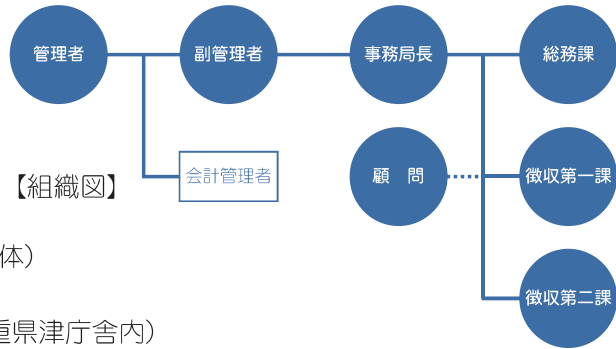 管理者 副管理者 事務局長 総務課
会計管理者
【組織図】
顧 問 徴収第一課
体）
徴収第二課
重県津庁舎内）